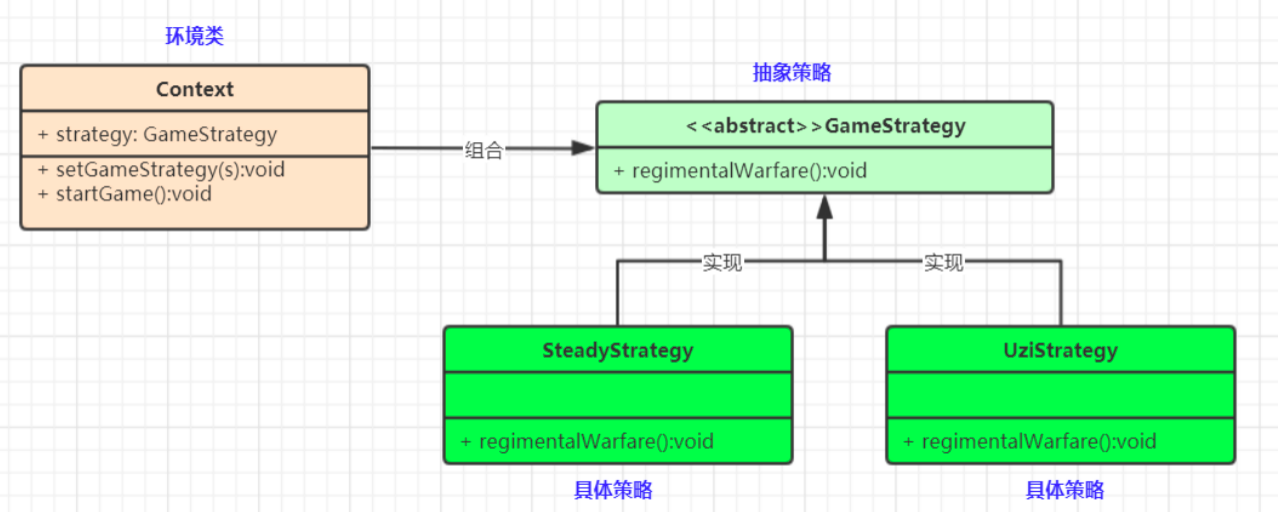 环境类
Context
+ strategy: GameStrategy
+ setGameStrategy(s):void
+ startGame():void
组合
抽象策略
<<abstract>>GameStrategy
+ regimentalWarfare():void
实现
实现
SteadyStrategy
+ regimentalWarfare():void
具体策略
UziStrategy
+ regimentalWarfare():void
具体策略